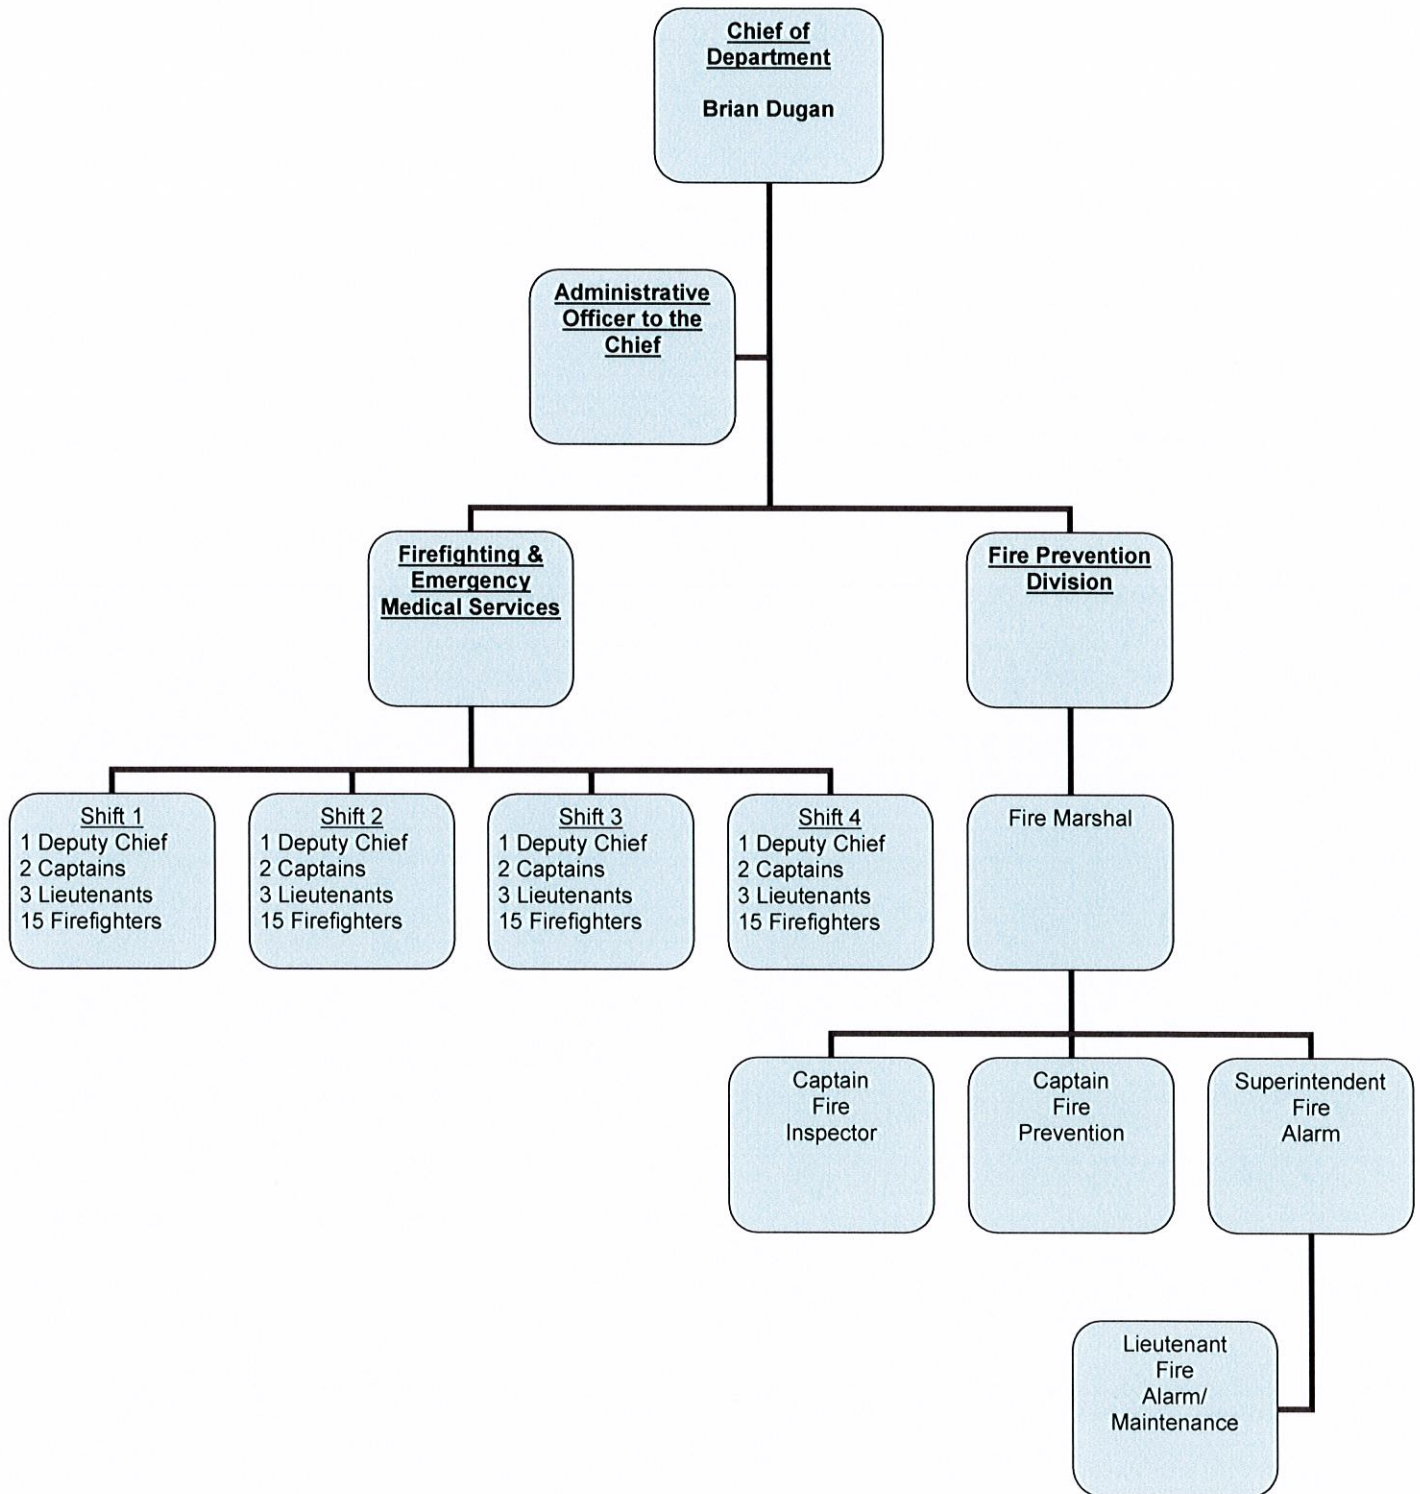 Chief of
Department
Brian Dugan
Administrative
Officer to the
Chief
Firefighting &
Emergency
Medical Services
Fire Prevention
Division
Shift 1
1 Deputy Chief
2 Captains
3 Lieutenants
15 Firefighters
Shift 2
1 Deputy Chief
2 Captains
3 Lieutenants
15 Firefighters
Shift 3
1 Deputy Chief
2 Captains
3 Lieutenants
15 Firefighters
Shift 4
1 Deputy Chief
2 Captains
3 Lieutenants
15 Firefighters
Fire Marshal
Captain
Fire
Inspector
Captain
Fire
Prevention
Superintendent
Fire
Alarm
Lieutenant
Fire
Alarm/
Maintenance